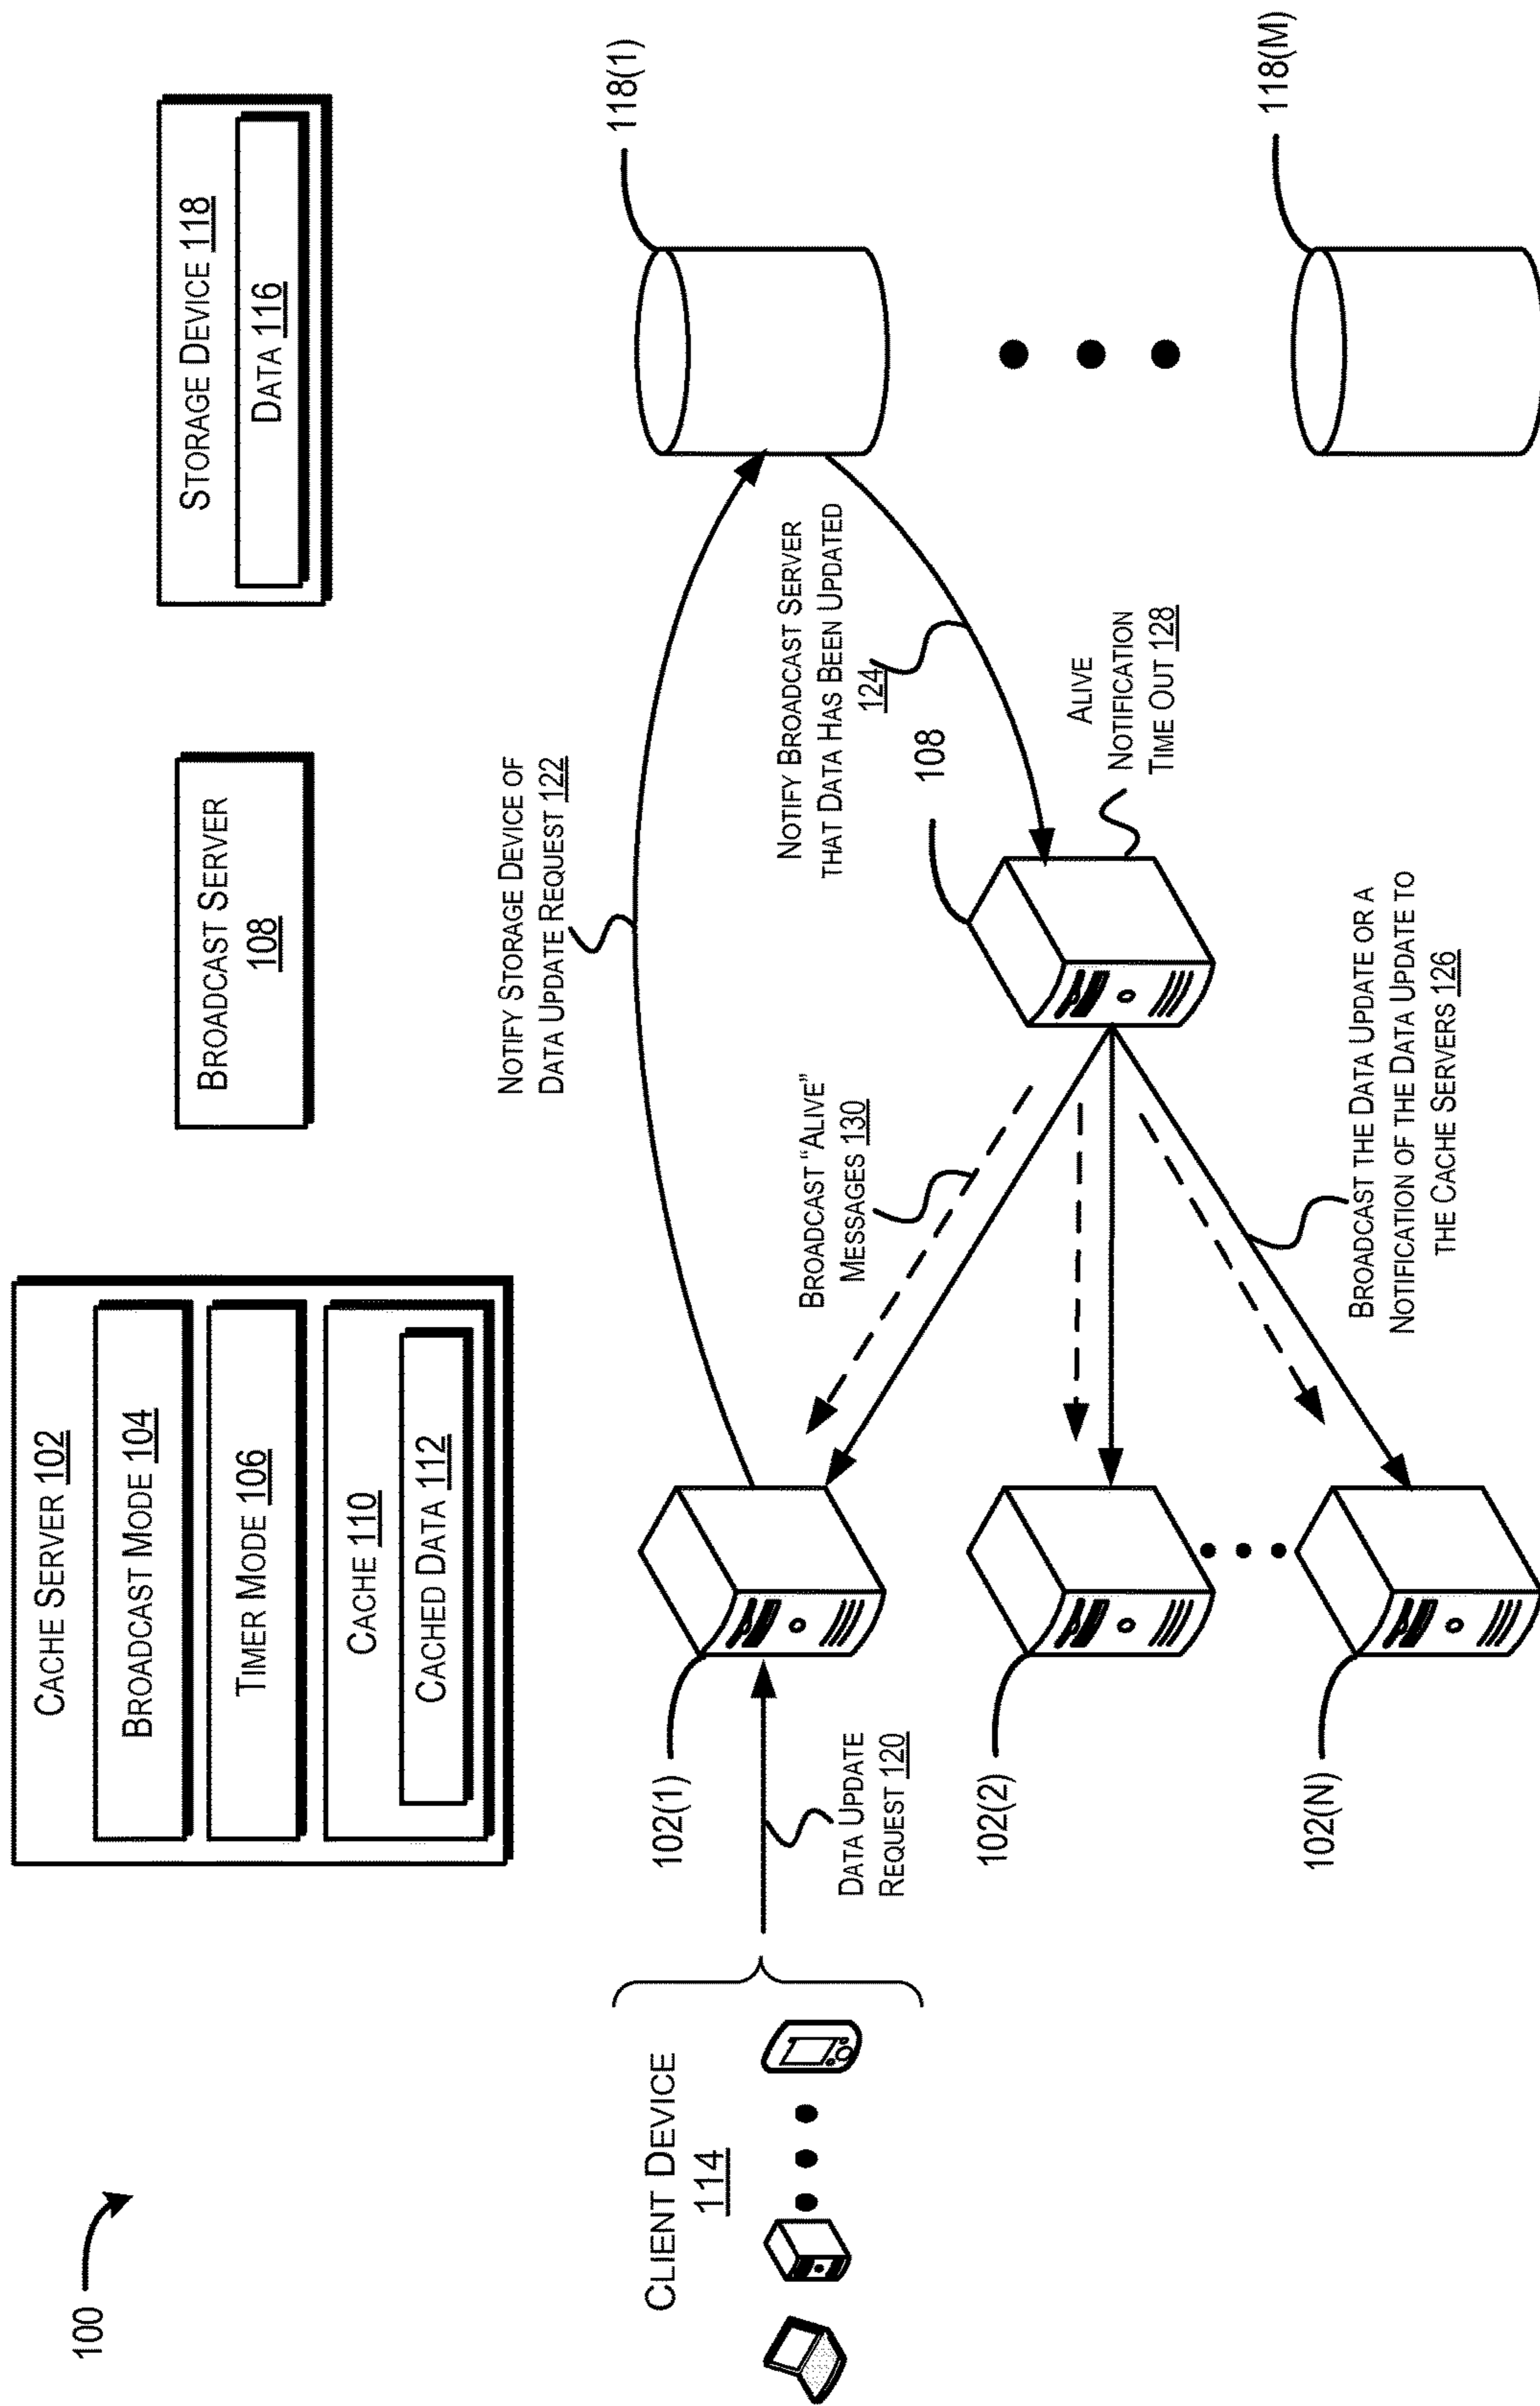 100
CACHE SERVER 102
BROADCAST MODE 104
TIMER MODE 106
CACHE 110
CACHED DATA 112
BROADCAST SERVER
108
STORAGE DEVICE 118
DATA 116
CLIENT DEVICE
114
DATA UPDATE
REQUEST 120
102(1)
102(2)
102(N)
NOTIFY STORAGE DEVICE OF
DATA UPDATE REQUEST 122
NOTIFY BROADCAST SERVER
THAT DATA HAS BEEN UPDATED
124
BROADCAST “ALIVE”
MESSAGES 130
108
ALIVE
NOTIFICATION
TIME OUT 128
BROADCAST THE DATA UPDATE OR A
NOTIFICATION OF THE DATA UPDATE TO
THE CACHE SERVERS 126
118(1)
118(M)